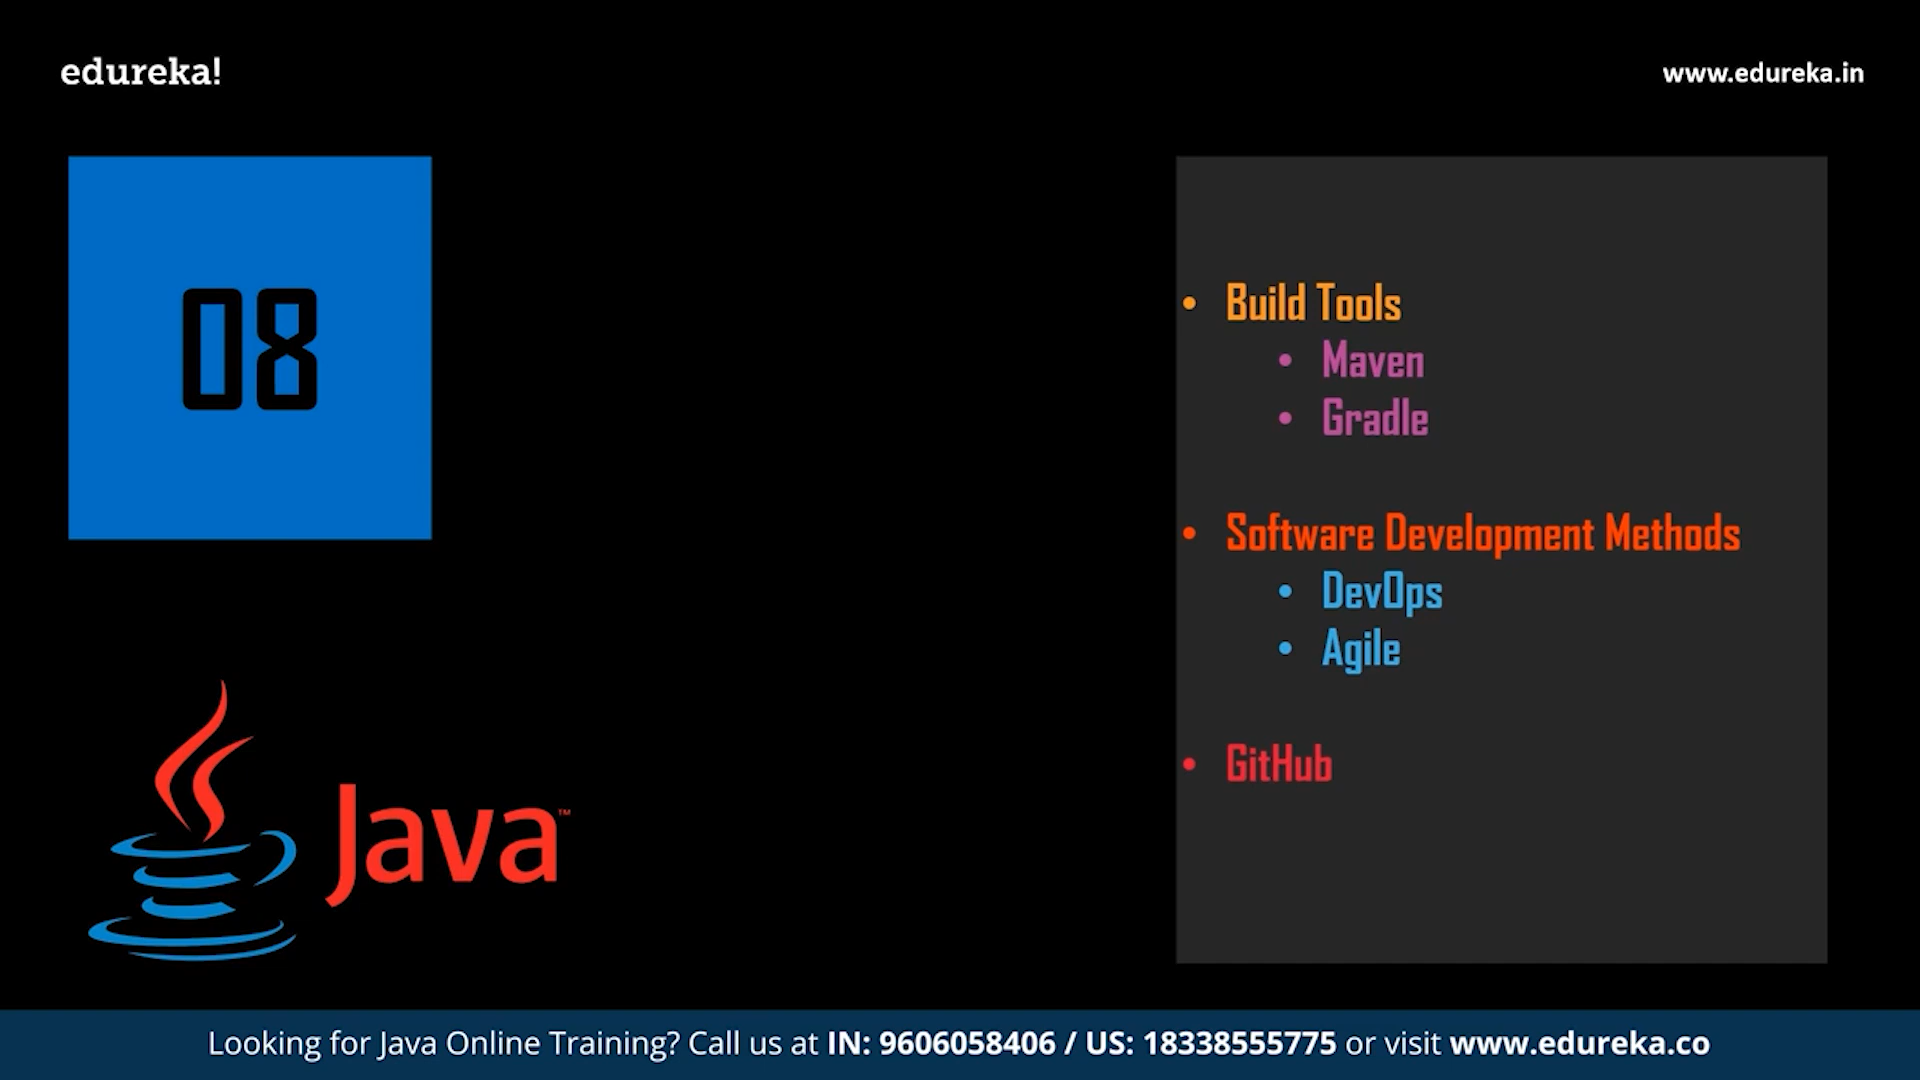 edureka!
www.edureka.in
08
• Build Tools
• Maven
• Gradle
• Software Development Methods
• DevOps
• Agile
• GitHub
Java™
Looking for Java Online Training? Call us at IN: 9606058406 / US: 18338555775 or visit www.edureka.co